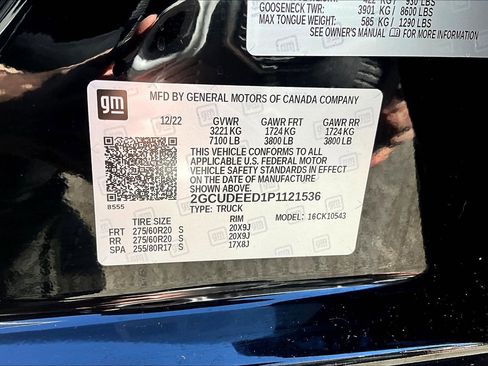 422 KG / 930 LBS
GOOSENECK TWR: 3901 KG / 8600 LBS
MAX TONGUE WEIGHT: 585 KG / 1290 LBS
SEE OWNER'S MANUAL FOR MORE INFORMATION
gm
MFD BY GENERAL MOTORS OF CANADA COMPANY
12/22 GVWR GAWR FRT GAWR RR
3221 KG 1724 KG 1724 KG
7100 LB 3800 LB 3800 LB
THIS VEHICLE CONFORMS TO ALL
APPLICABLE U.S. FEDERAL MOTOR
VEHICLE SAFETY STANDARDS IN EFFECT
ON THE DATE OF MANUFACTURE
SHOWN ABOVE.
2GCUDEED1P1121536
8555 TYPE: TRUCK
MODEL: 16CK10543
TIRE SIZE RIM
FRT 275/60R20 S 20X9J
RR 275/60R20 S 20X9J
SPA 255/80R17 S 17X8J